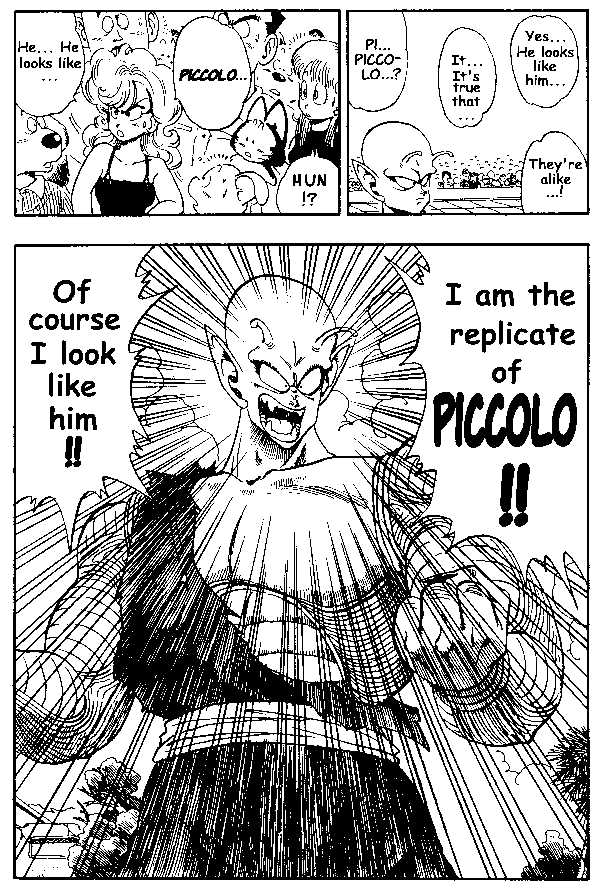 Yes...
He looks
like
him...
It...
It's
true
that
...
PI...
PICCO-
LO...?
They're
alike
...!
PICCOLO...
HUN
!?
He... He
looks like
...
I am the
replicate
of
PICCOLO
!!
Of
course
I look
like
him
!!